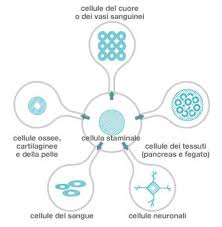 cellule del cuore
o dei vasi sanguinei
cellule ossee,
cartilaginee
e della pelle
cellula staminale
cellule dei tessuti
(pancreas e fegato)
cellule del sangue
cellule neuronali